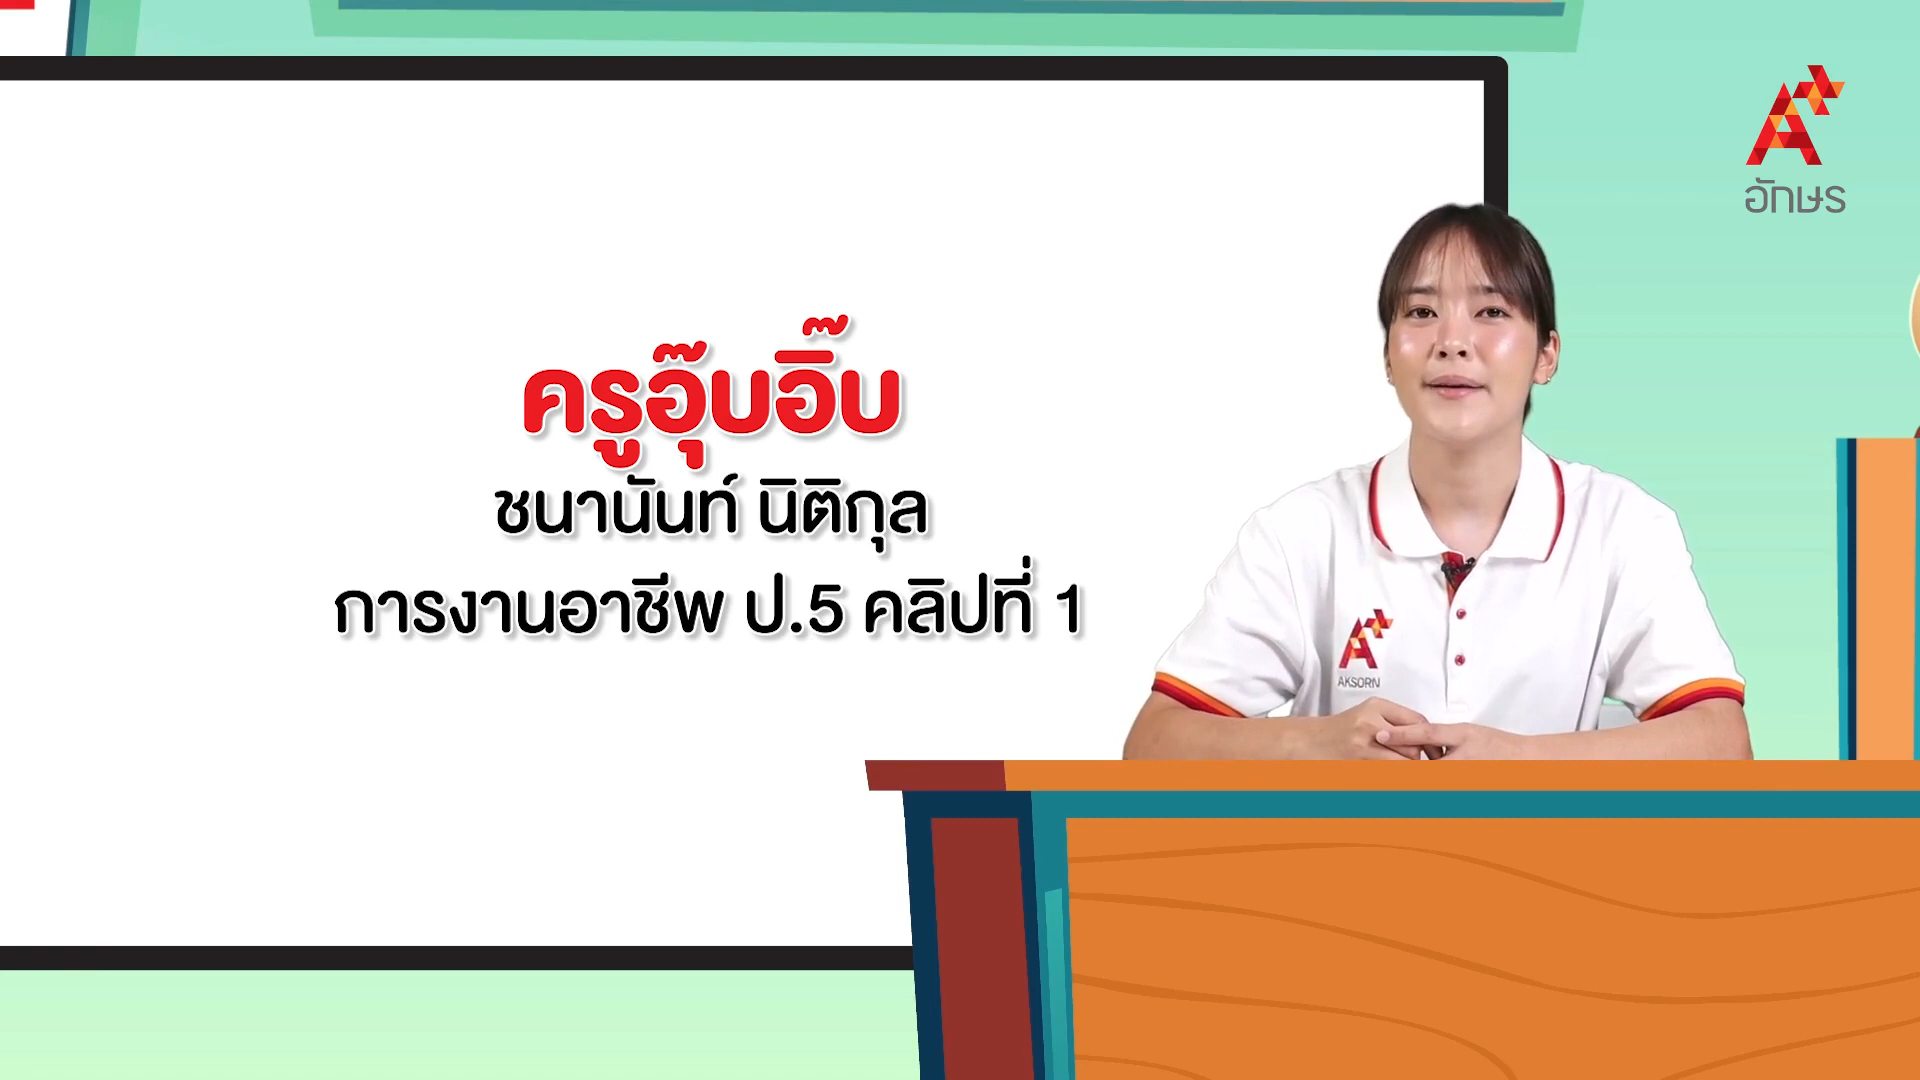 อักษร
ครูอุ๊บอิ๊บ
ชนานันท์ นิติกุล
การงานอาชีพ ป.5 คลิปที่ 1
AKSORN